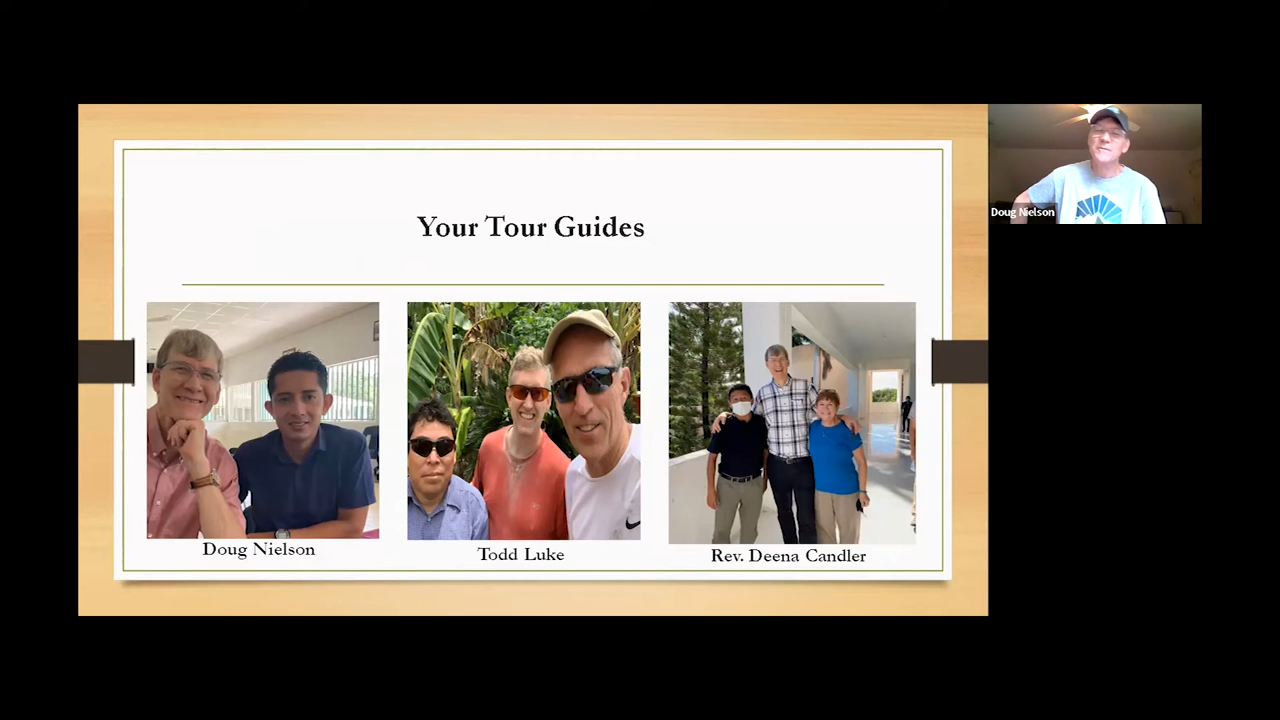 Your Tour Guides
Doug Nielson
Doug Nielson
Todd Luke
Rev. Deena Candler